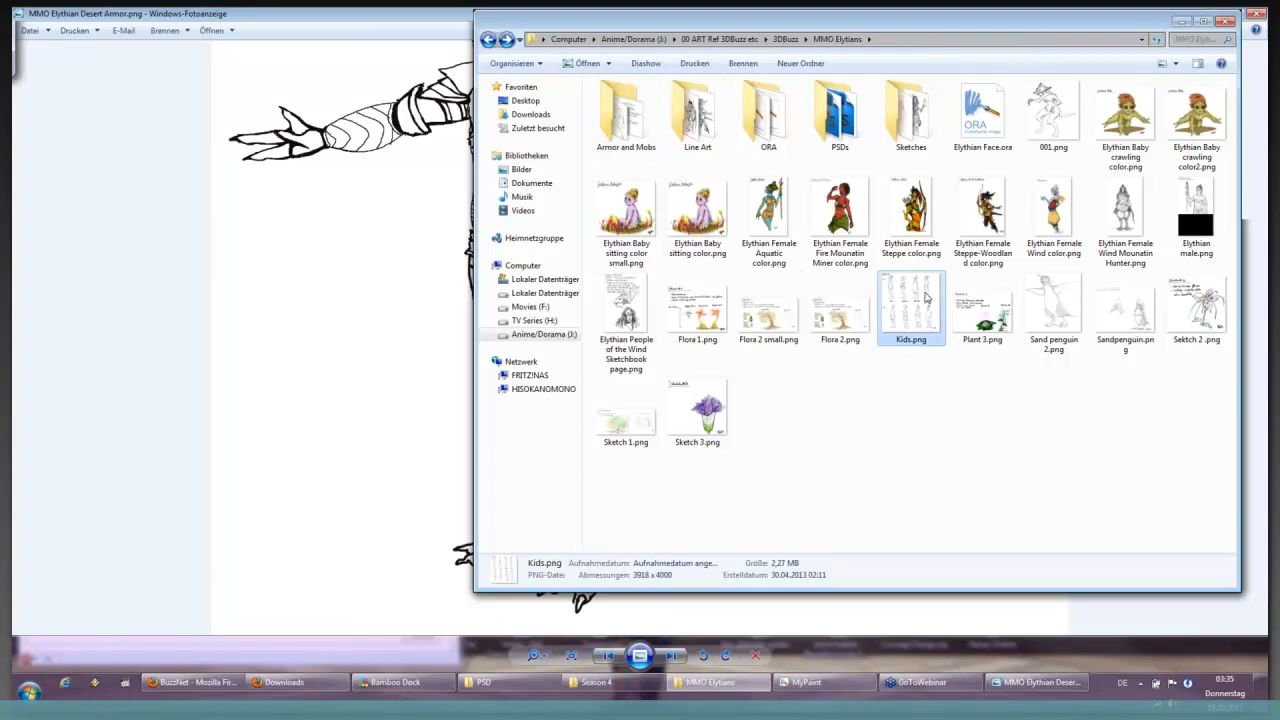 MMO Elythian Desert Armor.png - Windows-Fotoanzeige
Datei Drucken E-Mail Brennen Öffnen
Computer Anime/Dorama (J:) 00 ART Ref 3DBuzz etc 3DBuzz MMO Elytians
MMO Elyti...
Organisieren Öffnen Diashow Drucken Brennen Neuer Ordner
Favoriten
Desktop
Downloads
Zuletzt besucht
Bibliotheken
Bilder
Dokumente
Musik
Videos
Heimnetzgruppe
Computer
Lokaler Datenträger
Lokaler Datenträger
Movies (F:)
TV Series (H:)
Anime/Dorama (J:)
Netzwerk
FRITZ!NAS
HISOKANOMONO
ORA
Armor and Mobs
Line Art
ORA
PSDs
Sketches
Elythian Face.ora
001.png
Elythian Baby
crawling
color.png
Elythian Baby
crawling
color2.png
Elythian Baby
sitting color
small.png
Elythian Baby
sitting color.png
Elythian Female
Aquatic
color.png
Elythian Female
Fire Mounatin
Miner color.png
Elythian Female
Steppe color.png
Elythian Female
Steppe-Woodlan
d color.png
Elythian Female
Wind color.png
Elythian Female
Wind Mounatin
Hunter.png
Elythian
male.png
Elythian People
of the Wind
Sketchbook
page.png
Flora 1.png
Flora 2 small.png
Flora 2.png
Kids.png
Plant 3.png
Sand penguin
2.png
Sandpenguin.pn
g
Sektch 2 .png
Sketch 1.png
Sketch 3.png
Kids.png Aufnahmedatum: Aufnahmedatum ange... Größe: 2,27 MB
PNG-Datei Abmessungen: 3918 x 4000 Erstelldatum: 30.04.2013 02:11
BuzzNet - Mozilla Fir... Downloads Bamboo Dock PSD Season 4 MMO Elytians MyPaint GoToWebinar MMO Elythian Deser... DE 03:35
Donnerstag